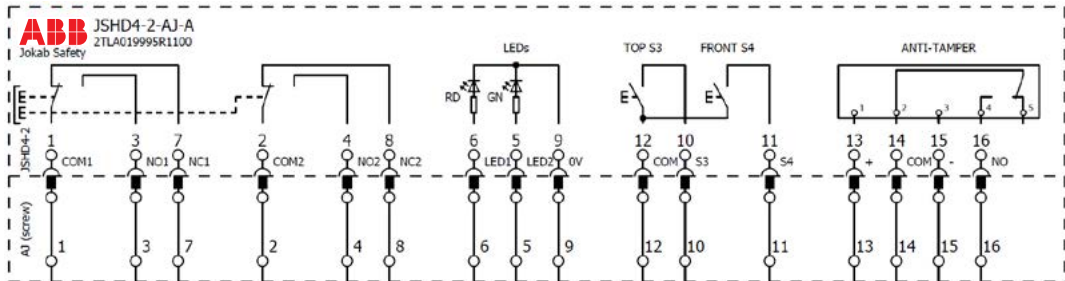 ABB JSHD4-2-AJ-A
2TLA019995R1100
Jokab Safety
LEDs TOP S3 FRONT S4 ANTI-TAMPER
RD GN E E
E
E
1 2 3 4 5
JSHD4-2
1 3 7 2 4 8 6 5 9 12 10 11 13 14 15 16
COM1 NO1 NC1 COM2 NO2 NC2 LED1 LED2 0V COM S3 S4 + COM - NO
AJ (screw)
1 3 7 2 4 8 6 5 9 12 10 11 13 14 15 16